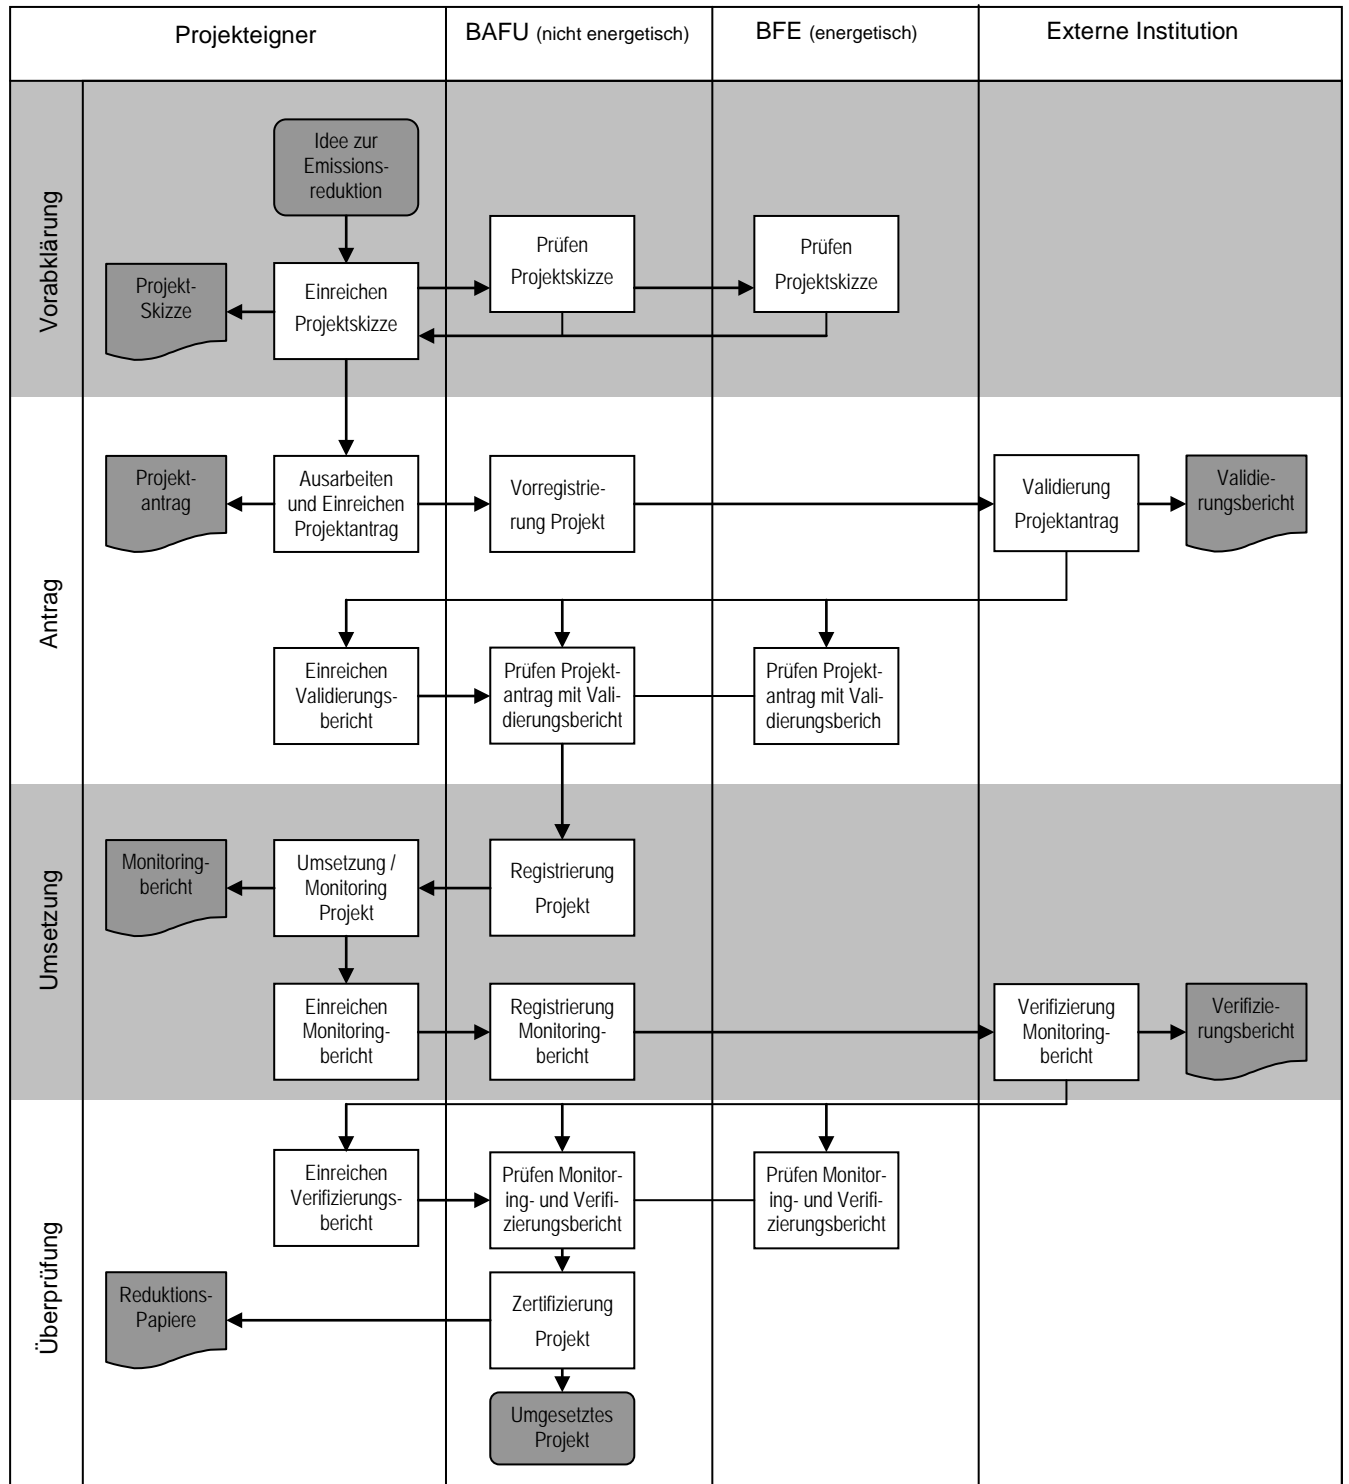 Projekteigner
BAFU (nicht energetisch)
BFE (energetisch)
Externe Institution
Vorabklärung
Idee zur
Emissions-
reduktion
Projekt-
Skizze
Einreichen
Projektskizze
Prüfen
Projektskizze
Prüfen
Projektskizze
Antrag
Projekt-
antrag
Ausarbeiten
und Einreichen
Projektantrag
Vorregistrie-
rung Projekt
Validierung
Projektantrag
Validie-
rungsbericht
Einreichen
Validierungs-
bericht
Prüfen Projekt-
antrag mit Vali-
dierungsbericht
Prüfen Projekt-
antrag mit Vali-
dierungsberich
Umsetzung
Monitoring-
bericht
Umsetzung /
Monitoring
Projekt
Registrierung
Projekt
Einreichen
Monitoring-
bericht
Registrierung
Monitoring-
bericht
Verifizierung
Monitoring-
bericht
Verifizie-
rungsbericht
Überprüfung
Einreichen
Verifizierungs-
bericht
Prüfen Monitor-
ing- und Verifi-
zierungsbericht
Prüfen Monitor-
ing- und Verifi-
zierungsbericht
Reduktions-
Papiere
Zertifizierung
Projekt
Umgesetztes
Projekt